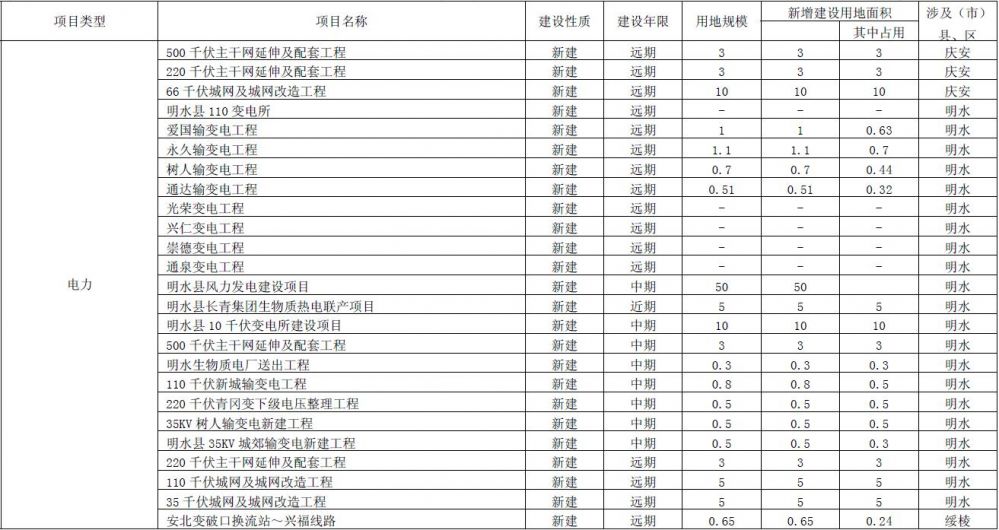 项目类型 项目名称 建设性质 建设年限 用地规模 新增建设用地面积 涉及（市）
其中占用 县、区
500 千伏主干网延伸及配套工程 新建 远期 3 3 3 庆安
220 千伏主干网延伸及配套工程 新建 远期 3 3 3 庆安
66 千伏城网及城网改造工程 新建 远期 10 10 10 庆安
明水县 110 变电所 新建 远期 - - - 明水
爱国输变电工程 新建 远期 1 1 0.63 明水
永久输变电工程 新建 远期 1.1 1.1 0.7 明水
树人输变电工程 新建 远期 0.7 0.7 0.44 明水
通达输变电工程 新建 远期 0.51 0.51 0.32 明水
光荣变电工程 新建 远期 - - - 明水
兴仁变电工程 新建 远期 - - - 明水
崇德变电工程 新建 远期 - - - 明水
通泉变电工程 新建 远期 - - - 明水
电力 明水县风力发电建设项目 新建 中期 50 50 明水
明水县长青集团生物质热电联产项目 新建 近期 5 5 5 明水
明水县 10 千伏变电所建设项目 新建 中期 10 10 10 明水
500 千伏主干网延伸及配套工程 新建 中期 3 3 3 明水
明水生物质电厂送出工程 新建 中期 0.3 0.3 0.3 明水
110 千伏新城输变电工程 新建 中期 0.8 0.8 0.5 明水
220 千伏青冈变下级电压整理工程 新建 中期 0.5 0.5 0.5 明水
35KV 树人输变电新建工程 新建 中期 0.5 0.5 0.5 明水
明水县 35KV 城郊输变电新建工程 新建 中期 0.5 0.5 0.3 明水
220 千伏主干网延伸及配套工程 新建 远期 3 3 3 明水
110 千伏城网及城网改造工程 新建 远期 5 5 5 明水
35 千伏城网及城网改造工程 新建 远期 5 5 5 明水
安北变破口换流站～兴福线路 新建 远期 0.65 0.65 0.24 绥棱